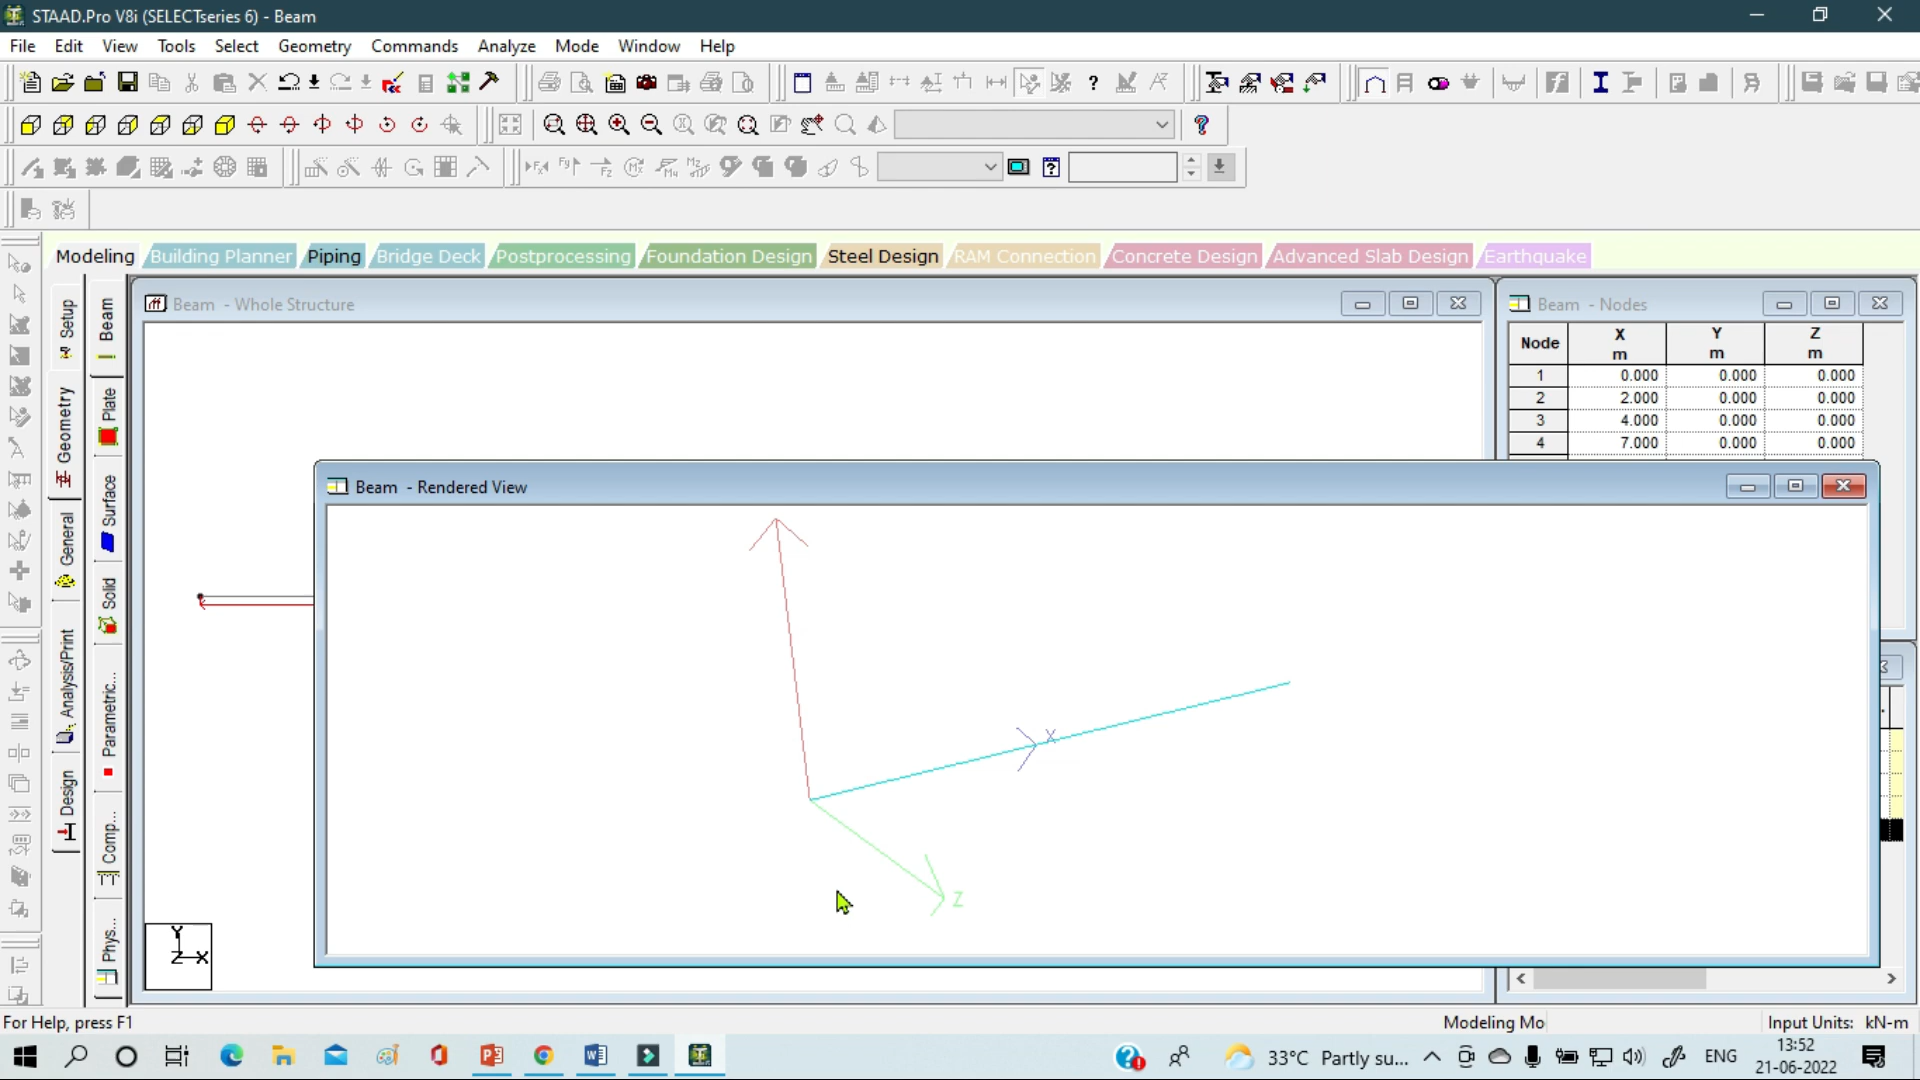 STAAD.Pro V8i (SELECTseries 6) - Beam
File Edit View Tools Select Geometry Commands Analyze Mode Window Help
Modeling Building Planner Piping Bridge Deck Postprocessing Foundation Design Steel Design RAM Connection Concrete Design Advanced Slab Design Earthquake
Setup
Geometry
General
Analysis/Print
Design
Beam
Plate
Surface
Solid
Parametric...
Comp...
Phys...
Beam - Whole Structure
Beam - Nodes
Node X m Y m Z m
1 0.000 0.000 0.000
2 2.000 0.000 0.000
3 4.000 0.000 0.000
4 7.000 0.000 0.000
Beam - Rendered View
X
Z
Y
Z X
For Help, press F1
Modeling Mo
Input Units: kN-m
33°C Partly su...
ENG
13:52
21-06-2022